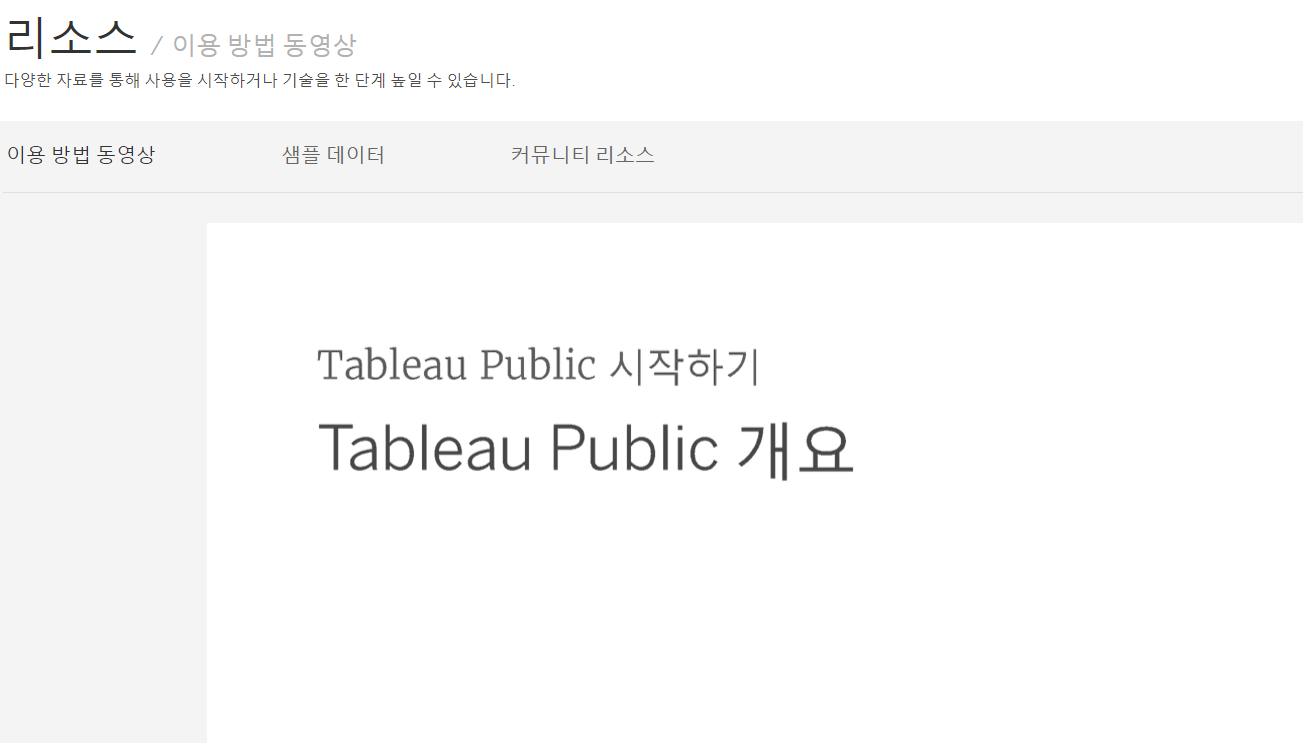 리소스 / 이용 방법 동영상
다양한 자료를 통해 사용을 시작하거나 기술을 한 단계 높일 수 있습니다.
이용 방법 동영상 샘플 데이터 커뮤니티 리소스
Tableau Public 시작하기
Tableau Public 개요